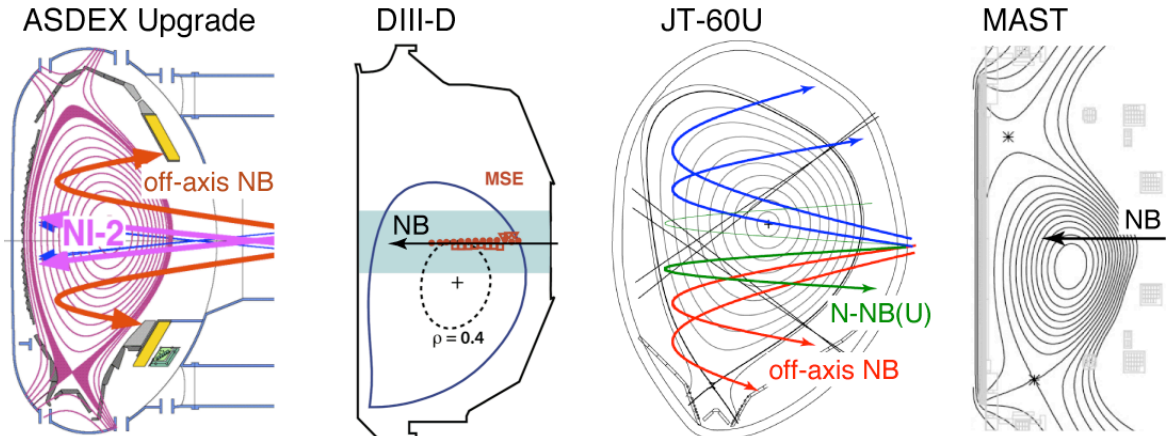 ASDEX Upgrade
DIII-D
JT-60U
MAST
off-axis NB
NI-2
MSE
NB
ρ = 0.4
N-NB(U)
off-axis NB
NB